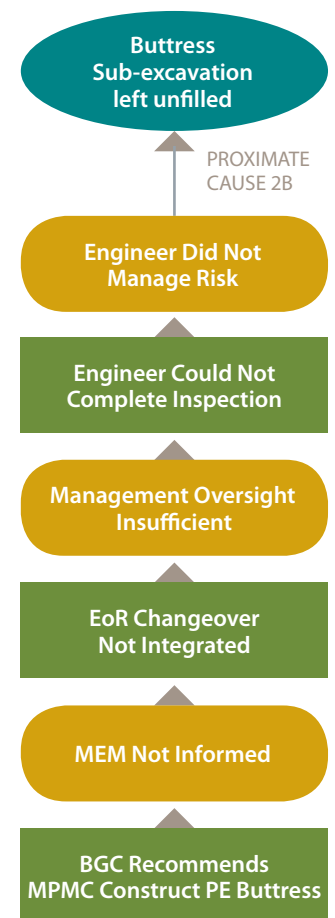 Buttress
Sub-excavation
left unfilled
PROXIMATE
CAUSE 2B
Engineer Did Not
Manage Risk
Engineer Could Not
Complete Inspection
Management Oversight
Insufficient
EoR Changeover
Not Integrated
MEM Not Informed
BGC Recommends
MPMC Construct PE Buttress